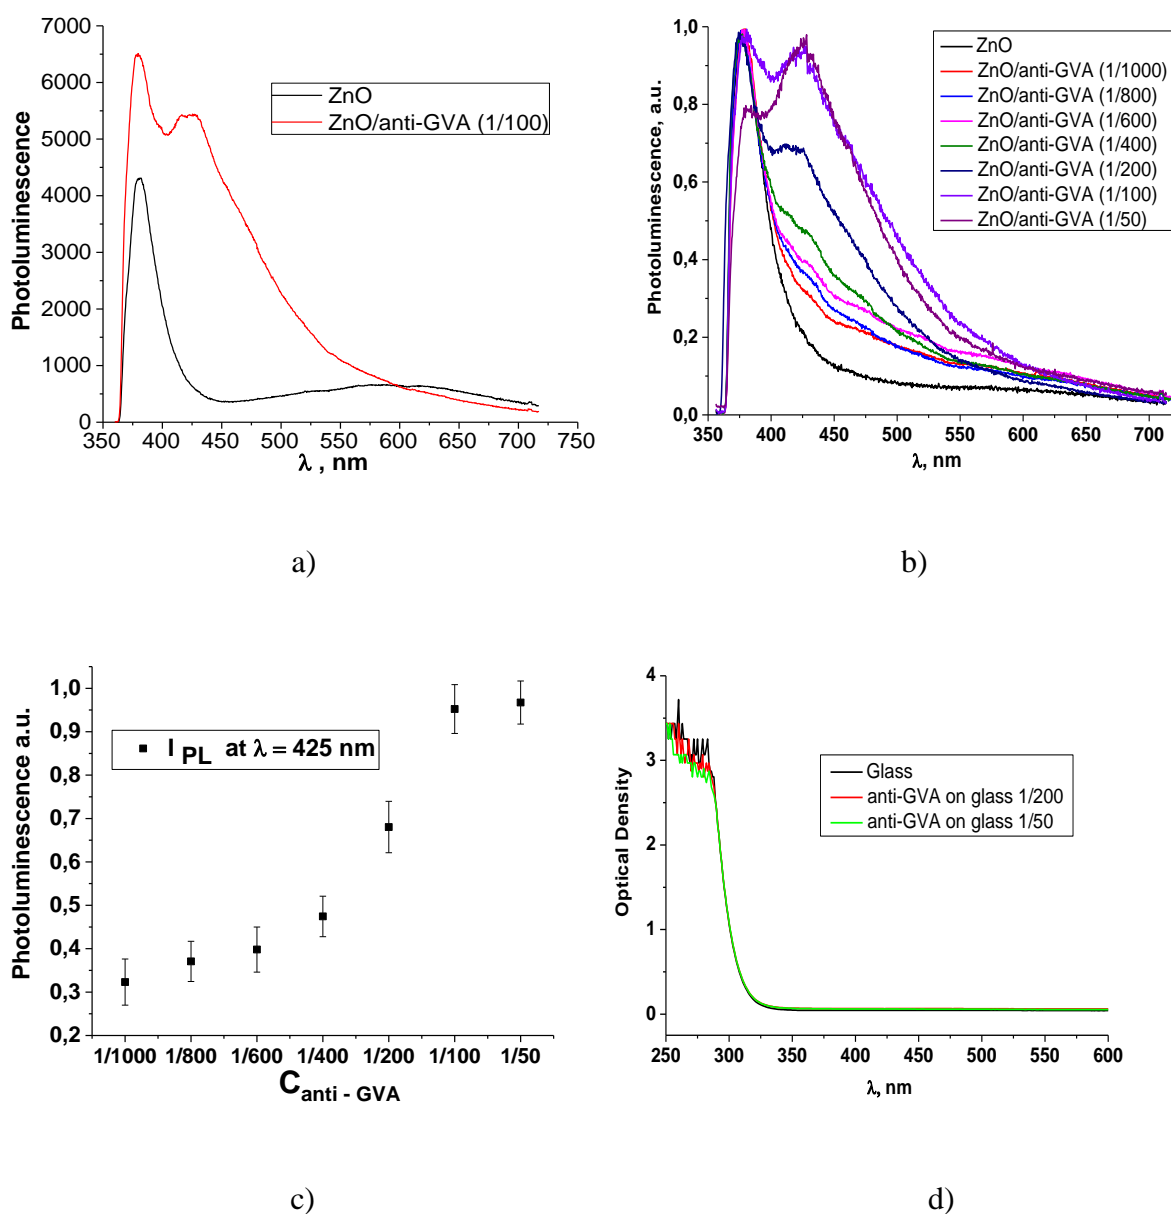 7000
6000
5000
4000
3000
2000
1000
0
Photoluminescence
350 400 450 500 550 600 650 700 750
λ , nm
ZnO
ZnO/anti-GVA (1/100)
a)
1,0
0,8
0,6
0,4
0,2
0,0
Photoluminescence, a.u.
350 400 450 500 550 600 650 700
λ, nm
ZnO
ZnO/anti-GVA (1/1000)
ZnO/anti-GVA (1/800)
ZnO/anti-GVA (1/600)
ZnO/anti-GVA (1/400)
ZnO/anti-GVA (1/200)
ZnO/anti-GVA (1/100)
ZnO/anti-GVA (1/50)
b)
1,0
0,9
0,8
0,7
0,6
0,5
0,4
0,3
0,2
Photoluminescence a.u.
I PL at λ = 425 nm
1/1000 1/800 1/600 1/400 1/200 1/100 1/50
C anti - GVA
c)
4
3
2
1
0
Optical Density
250 300 350 400 450 500 550 600
λ, nm
Glass
anti-GVA on glass 1/200
anti-GVA on glass 1/50
d)